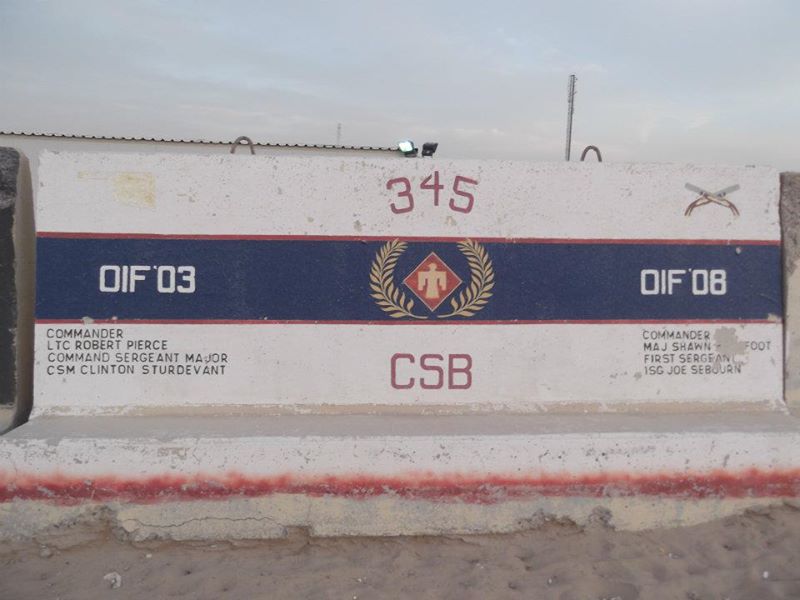 345
OIF '03
OIF '08
COMMANDER
LTC ROBERT PIERCE
COMMAND SERGEANT MAJOR
CSM CLINTON STURDEVANT
CSB
COMMANDER
MAJ SHAWN FOOT
FIRST SERGEANT
1SG JOE SEBOURN